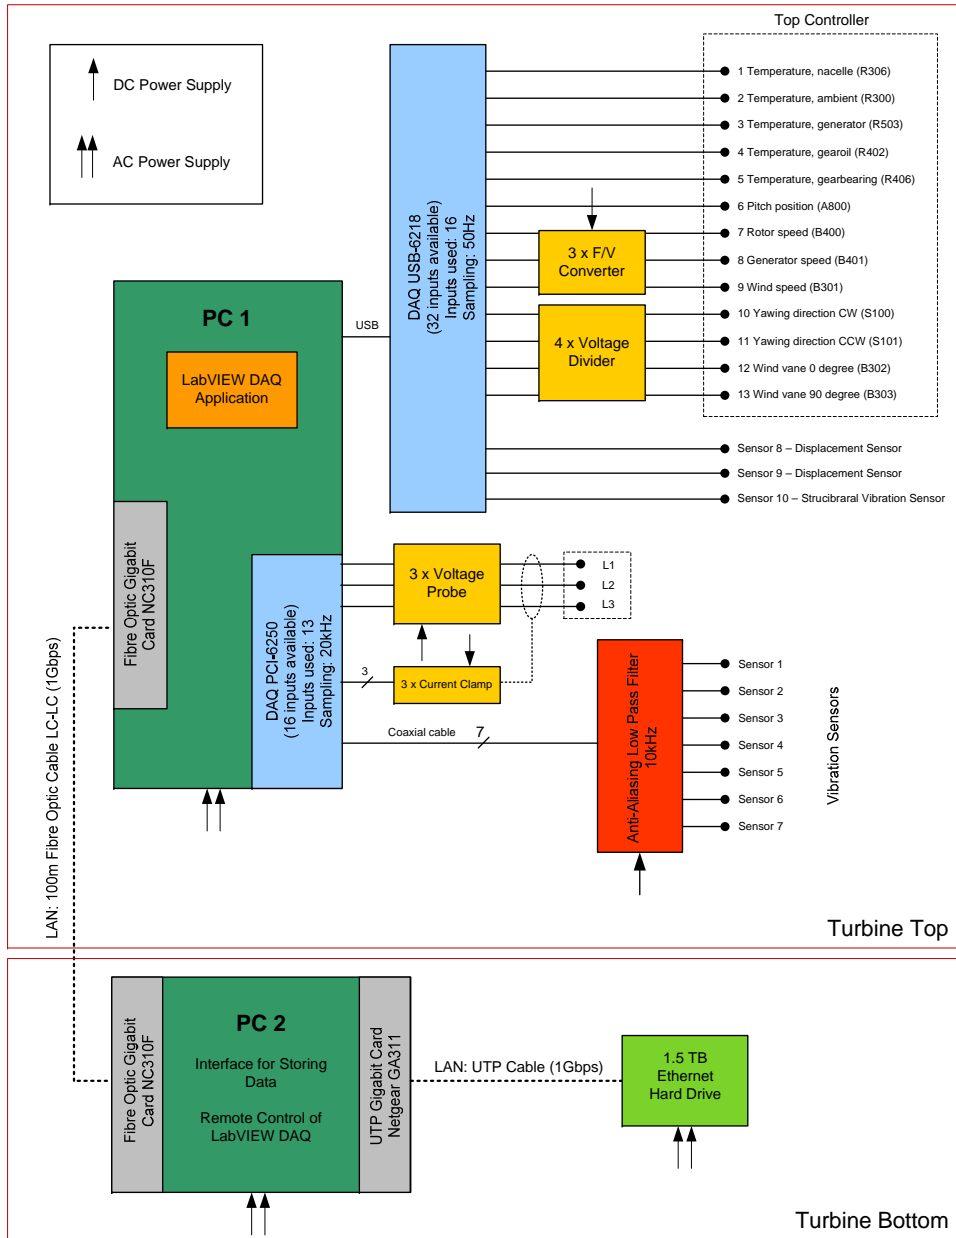 Top Controller
DC Power Supply
AC Power Supply
1 Temperature, nacelle (R306)
2 Temperature, ambient (R300)
3 Temperature, generator (R503)
4 Temperature, gearoil (R402)
5 Temperature, gearbearing (R406)
6 Pitch position (A800)
7 Rotor speed (B400)
8 Generator speed (B401)
9 Wind speed (B301)
10 Yawing direction CW (S100)
11 Yawing direction CCW (S101)
12 Wind vane 0 degree (B302)
13 Wind vane 90 degree (B303)
3 x F/V
Converter
4 x Voltage
Divider
DAQ USB-6218
(32 inputs available)
Inputs used: 16
Sampling: 50Hz
Sensor 8 – Displacement Sensor
Sensor 9 – Displacement Sensor
Sensor 10 – Strucibraral Vibration Sensor
PC 1
USB
LabVIEW DAQ
Application
Fibre Optic Gigabit
Card NC310F
DAQ PCI-6250
(16 inputs available)
Inputs used: 13
Sampling: 20kHz
3 x Voltage
Probe
L1
L2
L3
3
3 x Current Clamp
Coaxial cable
7
Anti-Aliasing Low Pass Filter
10kHz
Sensor 1
Sensor 2
Sensor 3
Sensor 4
Sensor 5
Sensor 6
Sensor 7
Vibration Sensors
LAN: 100m Fibre Optic Cable LC-LC (1Gbps)
Turbine Top
Fibre Optic Gigabit
Card NC310F
PC 2
Interface for Storing
Data
Remote Control of
LabVIEW DAQ
UTP Gigabit Card
Netgear GA311
LAN: UTP Cable (1Gbps)
1.5 TB
Ethernet
Hard Drive
Turbine Bottom